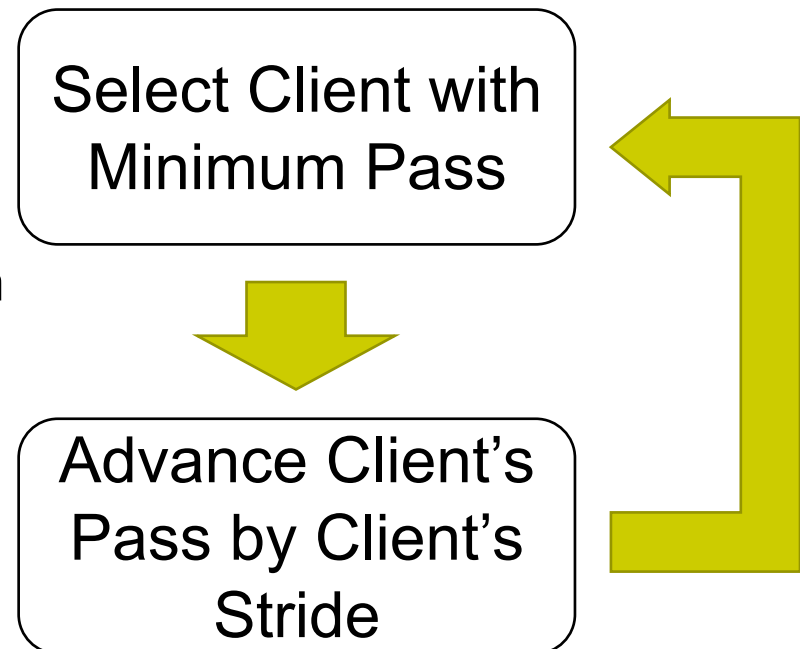 Select Client with
Minimum Pass
Advance Client’s
Pass by Client’s
Stride